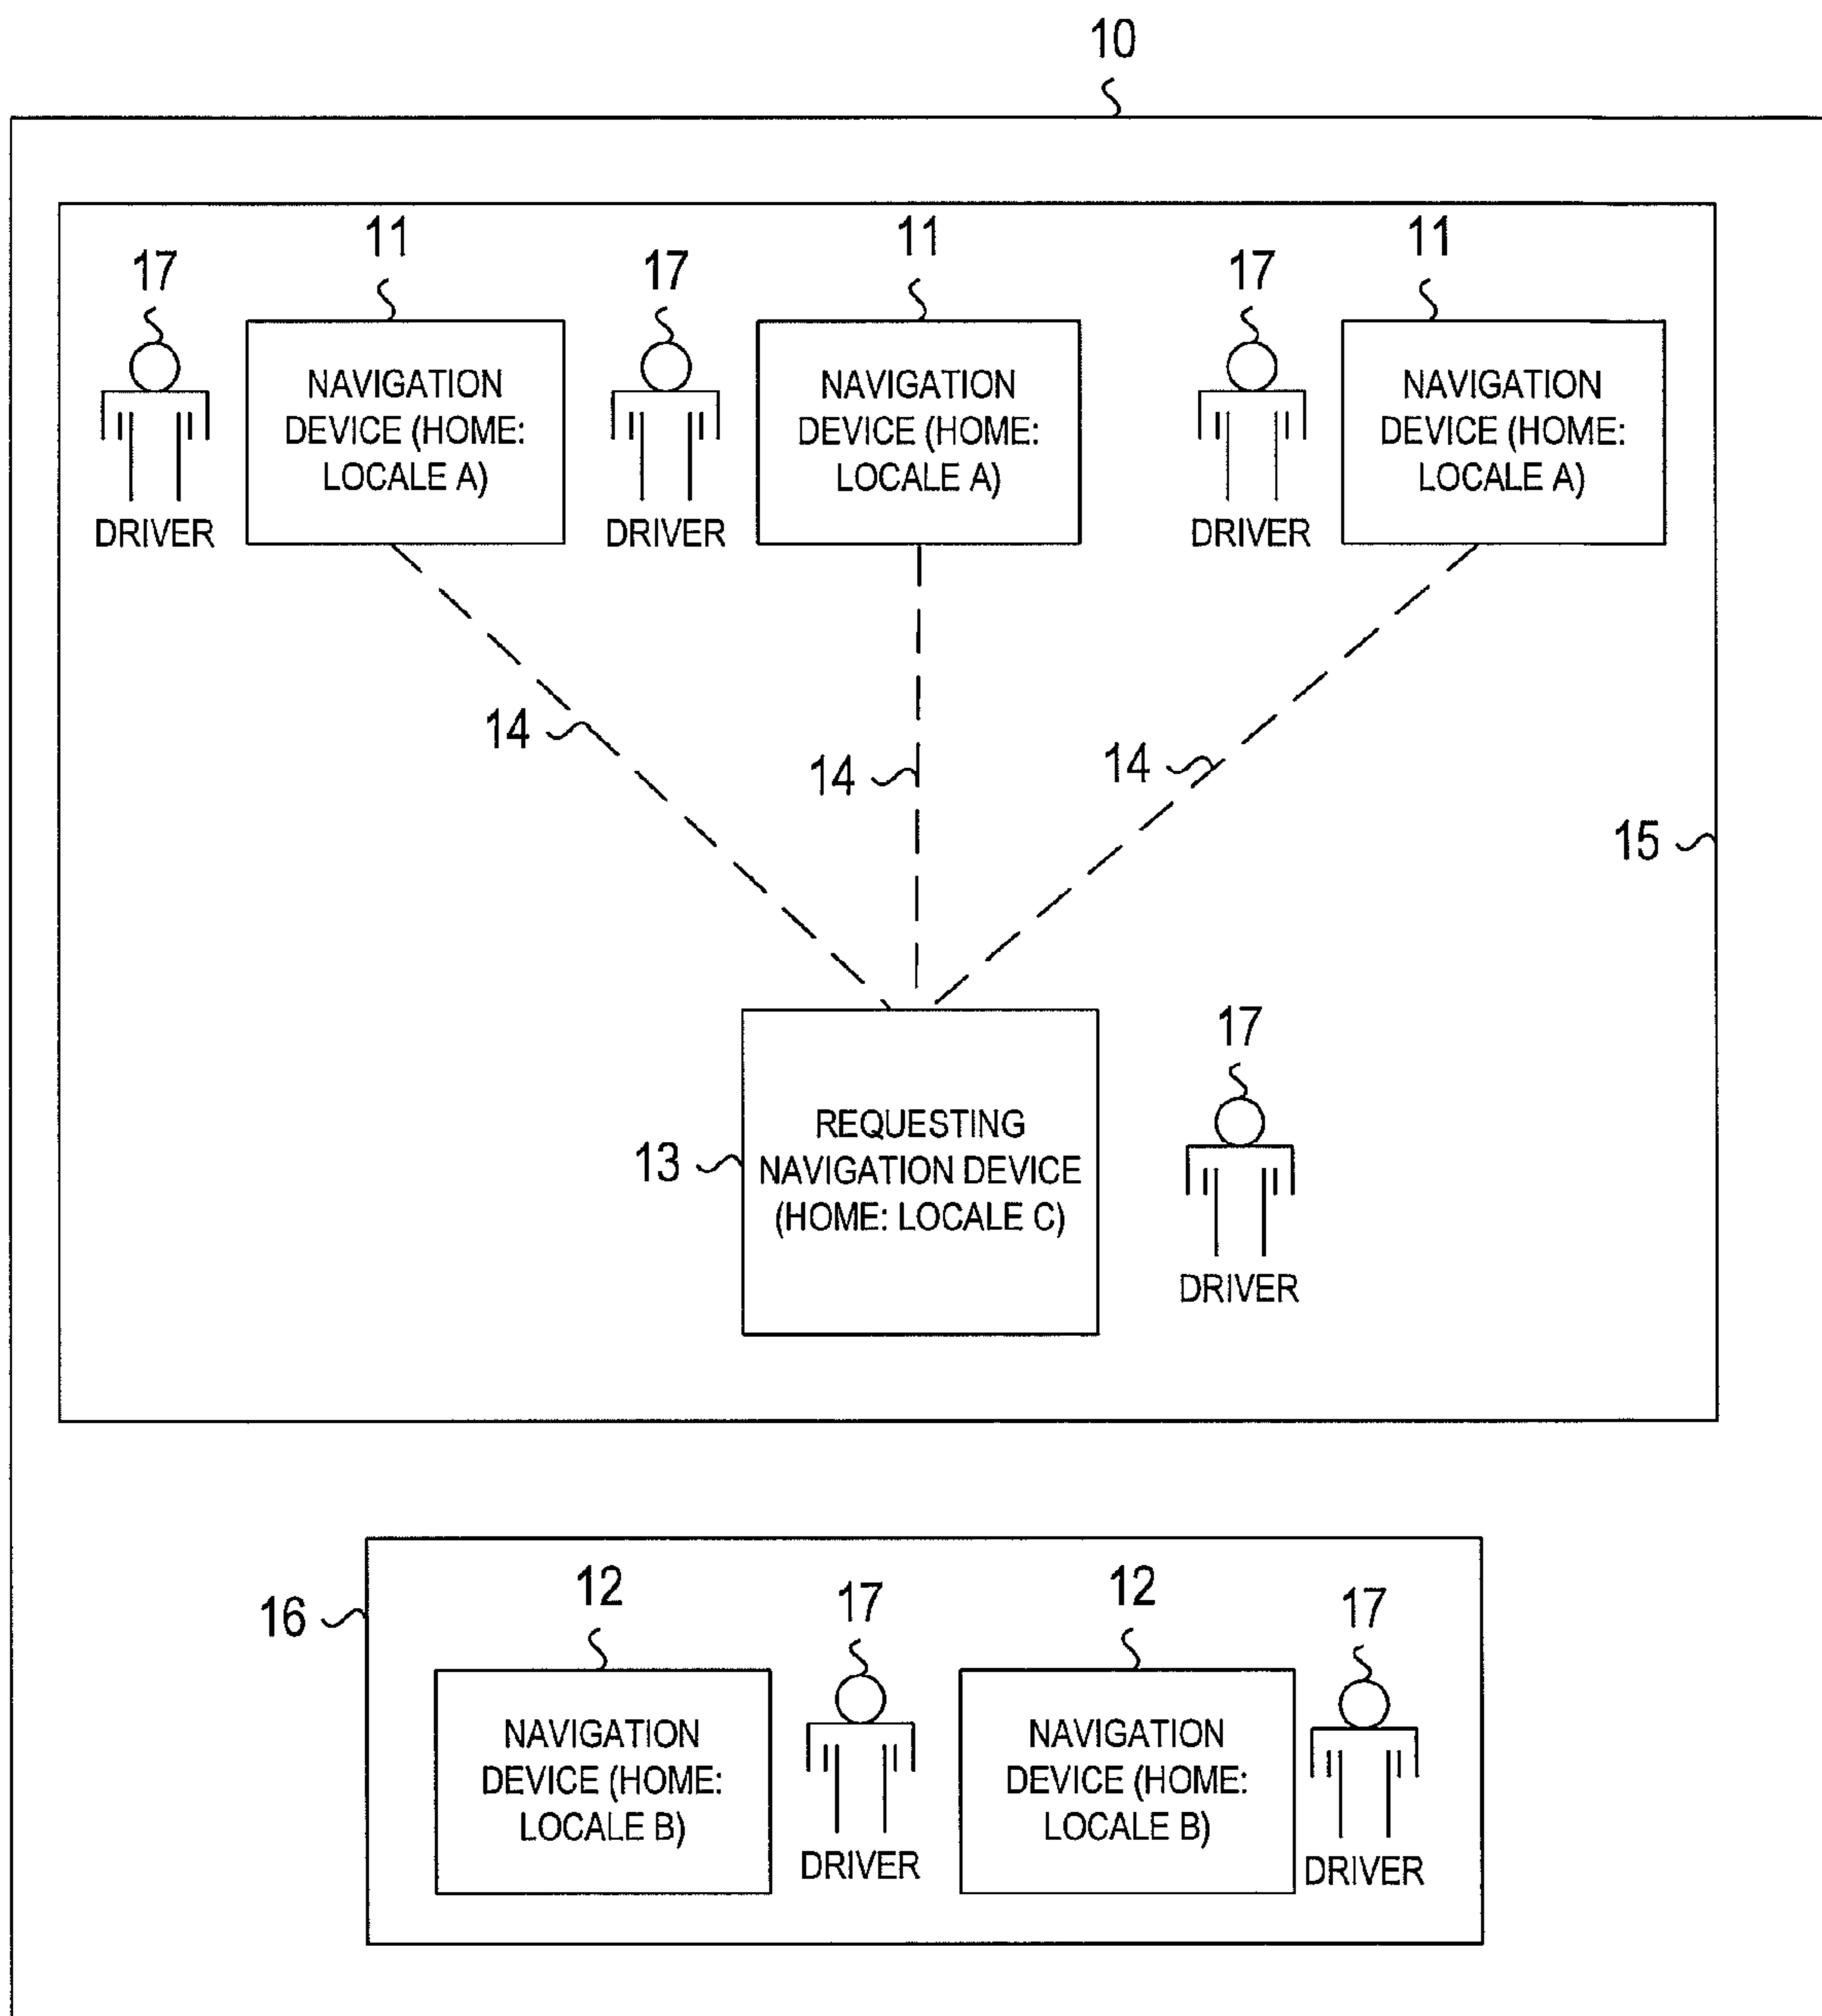 10
11
11
11
17
17
17
NAVIGATION
DEVICE (HOME:
LOCALE A)
NAVIGATION
DEVICE (HOME:
LOCALE A)
NAVIGATION
DEVICE (HOME:
LOCALE A)
DRIVER
DRIVER
DRIVER
14
14
14
15
17
REQUESTING
NAVIGATION DEVICE
(HOME: LOCALE C)
13
DRIVER
16
12
17
12
17
NAVIGATION
DEVICE (HOME:
LOCALE B)
NAVIGATION
DEVICE (HOME:
LOCALE B)
DRIVER
DRIVER